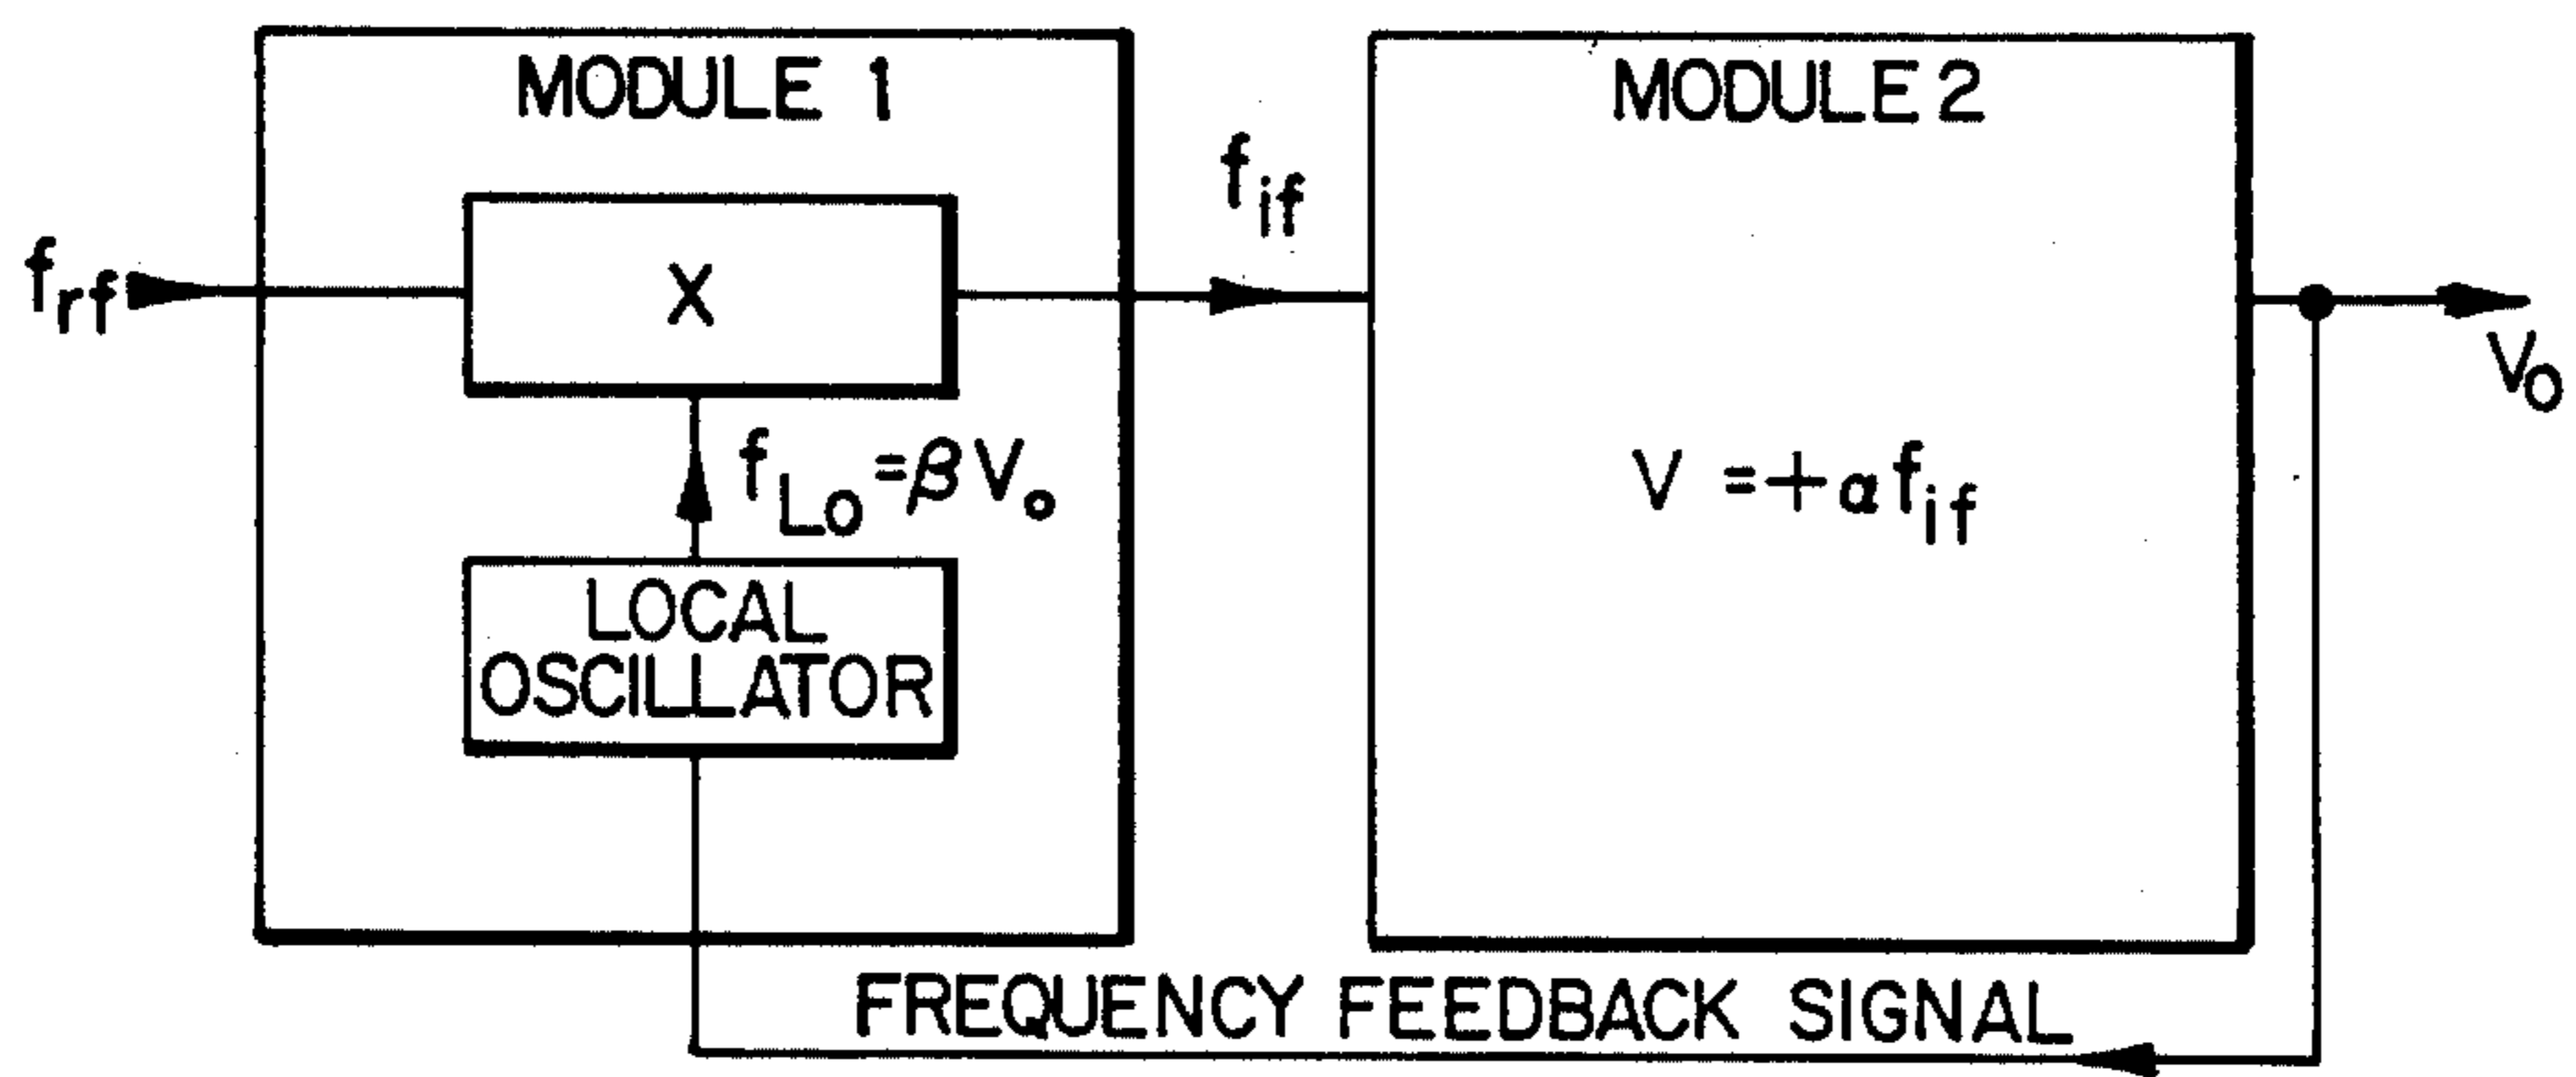 MODULE 1
MODULE 2
f_if
f_rf
X
V_O
f_LO = βV_o
V = +αf_if
LOCAL
OSCILLATOR
FREQUENCY FEEDBACK SIGNAL